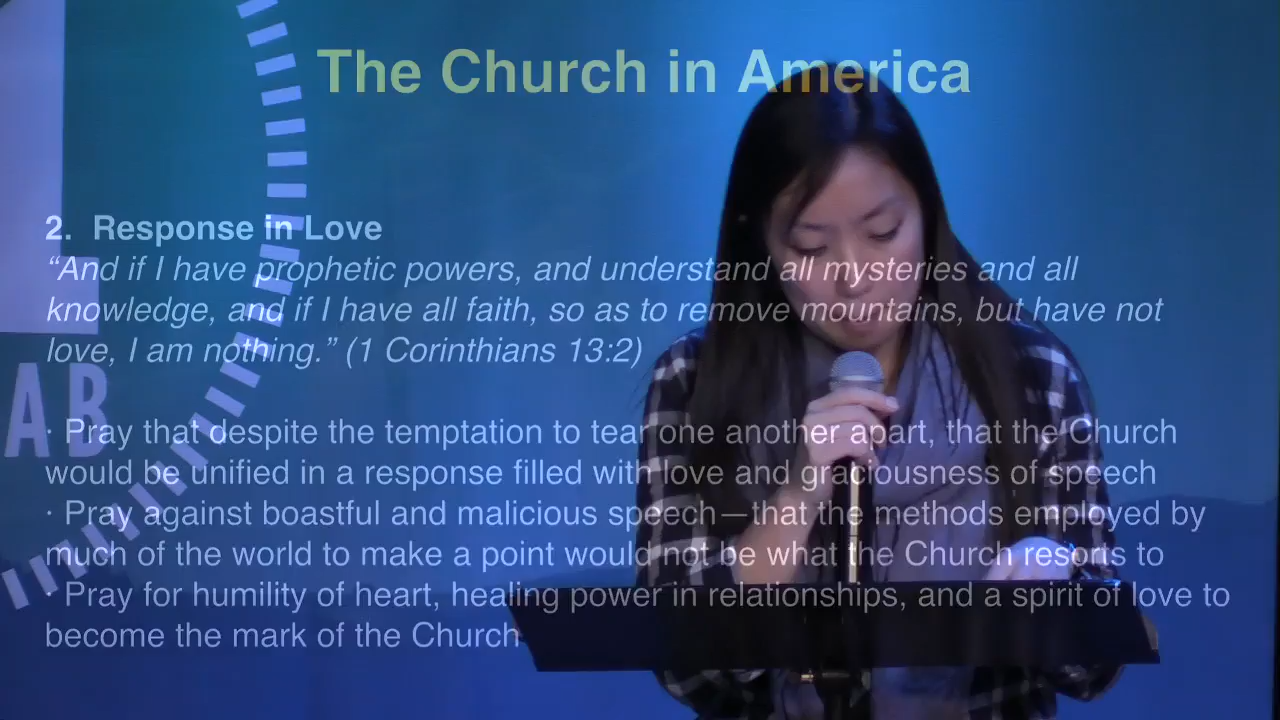 The Church in America
2. Response in Love
“And if I have prophetic powers, and understand all mysteries and all
knowledge, and if I have all faith, so as to remove mountains, but have not
love, I am nothing.” (1 Corinthians 13:2)
· Pray that despite the temptation to tear one another apart, that the Church
would be unified in a response filled with love and graciousness of speech
· Pray against boastful and malicious speech—that the methods employed by
much of the world to make a point would not be what the Church resorts to
· Pray for humility of heart, healing power in relationships, and a spirit of love to
become the mark of the Church
L
AB